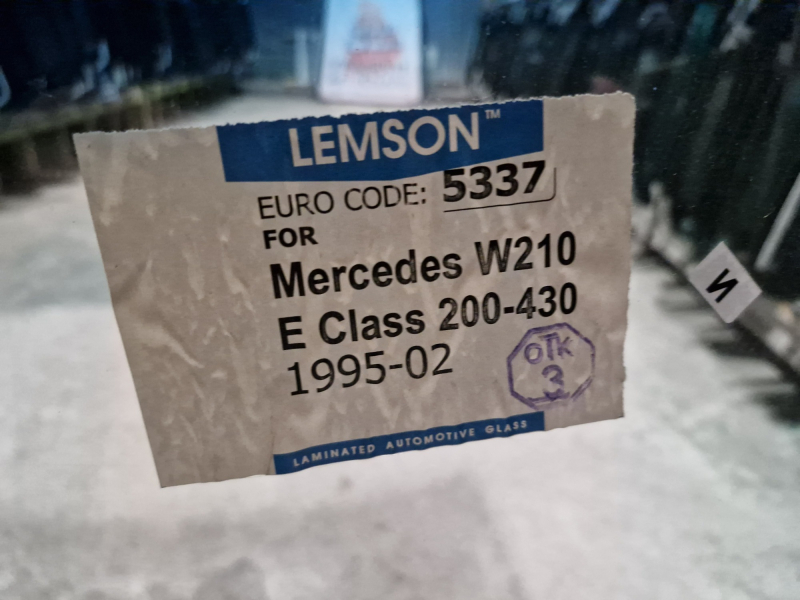 LEMSON™
EURO CODE: 5337
FOR
Mercedes W210
E Class 200-430
1995-02
ОТК
3
LAMINATED AUTOMOTIVE GLASS
И